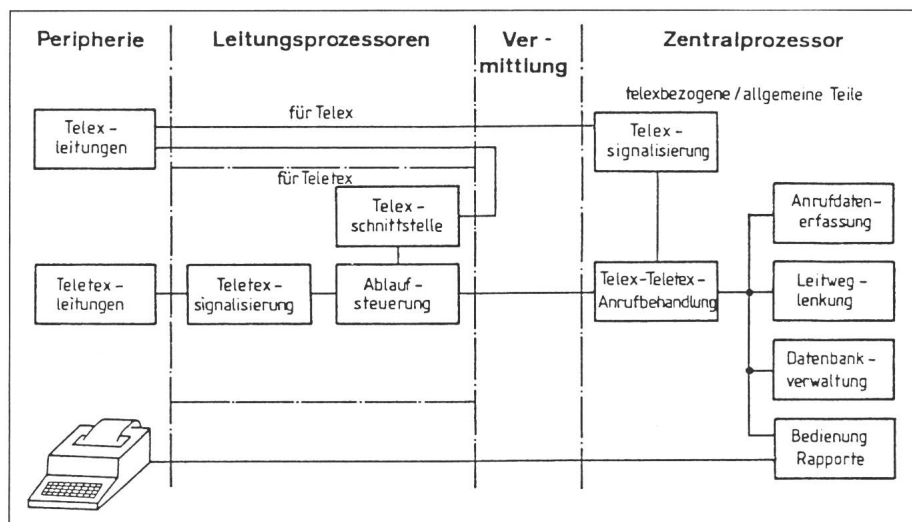 Peripherie
Leitungsprozessoren
Ver-
mittlung
Zentralprozessor
telexbezogene / allgemeine Teile
für Telex
Telex-
leitungen
Telex-
signalisierung
für Teletex
Telex-
schnittstelle
Anrufdaten-
erfassung
Teletex-
leitungen
Teletex-
signalisierung
Ablauf-
steuerung
Telex-Teletex-
Anrufbehandlung
Leitweg-
lenkung
Datenbank-
verwaltung
Bedienung
Rapporte